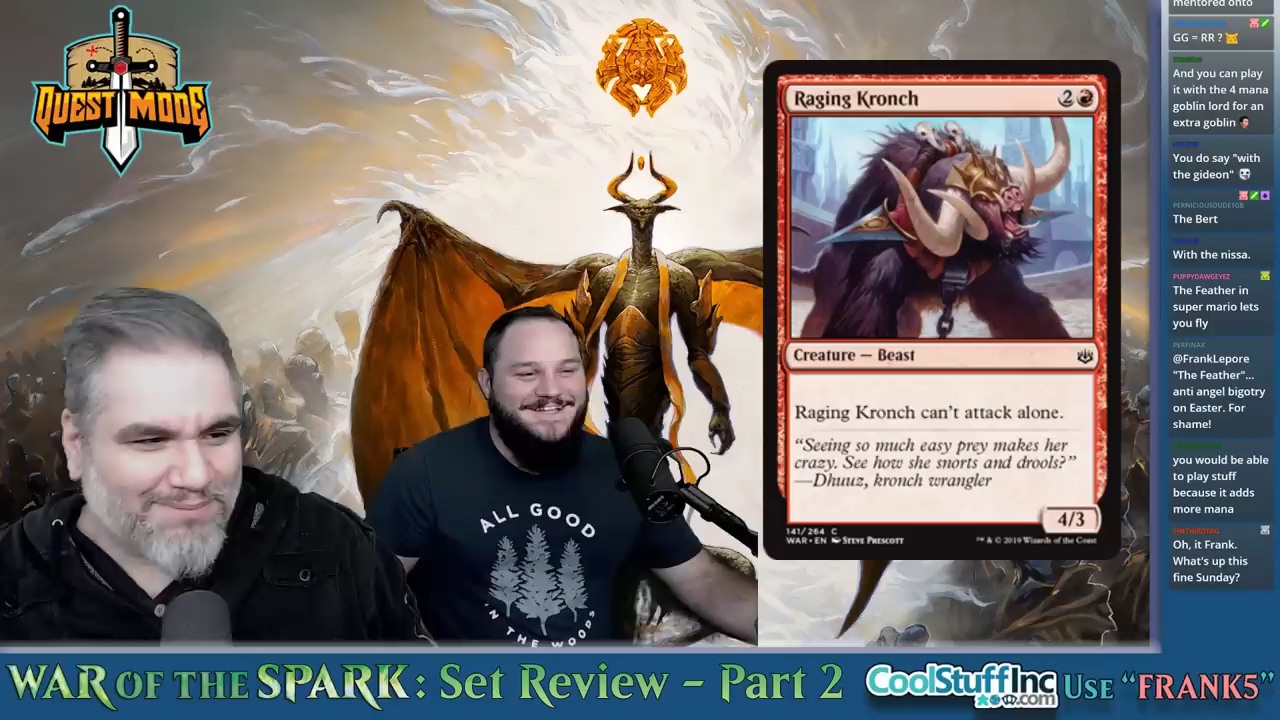 QUEST MODE
Raging Kronch 2
Creature — Beast
Raging Kronch can't attack alone.
"Seeing so much easy prey makes her
crazy. See how she snorts and drools?"
—Dhuuz, kronch wrangler
4/3
141/264 C
WAR • EN STEVE PRESCOTT
™ & © 2019 Wizards of the Coast
ALL GOOD
'N THE WOODS
mentored onto
GG = RR ?
And you can play
it with the 4 mana
goblin lord for an
extra goblin
You do say "with
the gideon"
PERNICIOUSDUDE1GB
The Bert
With the nissa.
PUPPYDAWGEYEZ
The Feather in
super mario lets
you fly
PERFINAX
@FrankLepore
"The Feather"...
anti angel bigotry
on Easter. For
shame!
you would be able
to play stuff
because it adds
more mana
THETHIRDTAG
Oh, it Frank.
What's up this
fine Sunday?
WAR OF THE SPARK: Set Review - Part 2
CoolStuffInc
.com
USE "FRANK5"